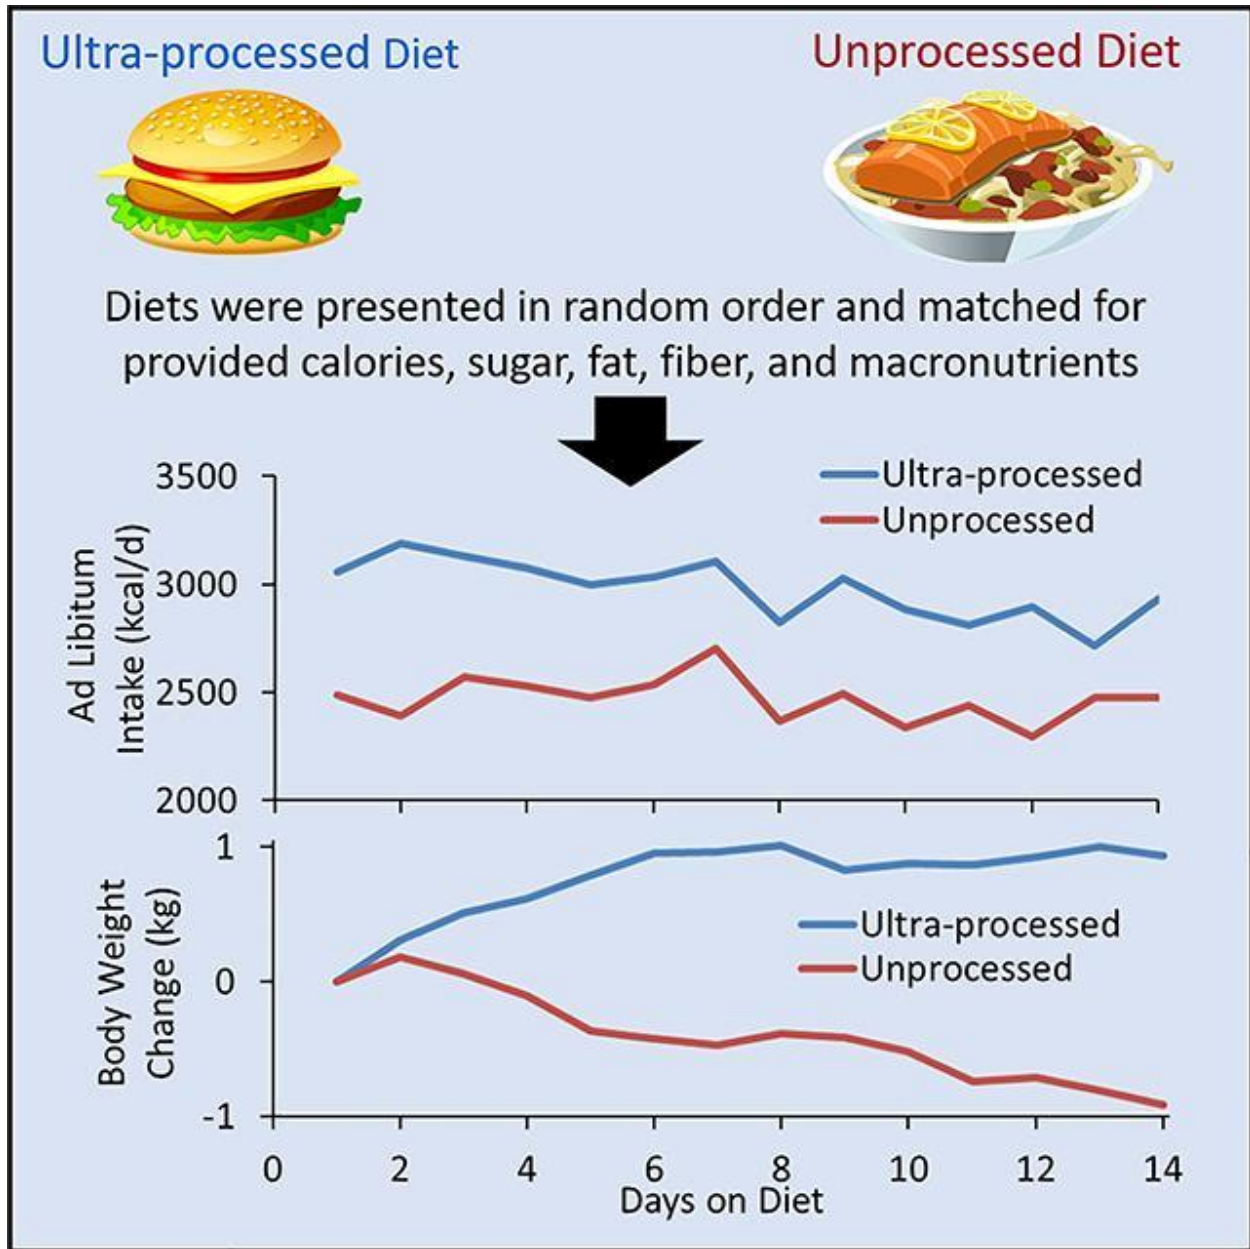 Ultra-processed Diet
Unprocessed Diet
Diets were presented in random order and matched for
provided calories, sugar, fat, fiber, and macronutrients
Ad Libitum
Intake (kcal/d)
3500
3000
2500
2000
Ultra-processed
Unprocessed
Body Weight
Change (kg)
1
0
-1
Ultra-processed
Unprocessed
0 2 4 6 8 10 12 14
Days on Diet